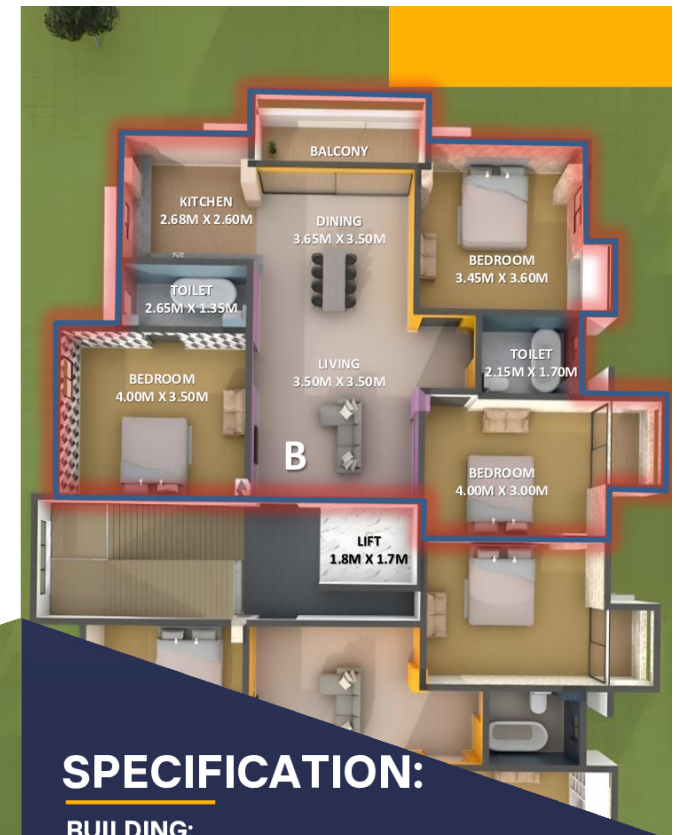 BALCONY
KITCHEN
2.68M X 2.60M
DINING
3.65M X 3.50M
BEDROOM
3.45M X 3.60M
TOILET
2.65M X 1.35M
BEDROOM
4.00M X 3.50M
LIVING
3.50M X 3.50M
TOILET
2.15M X 1.70M
B
BEDROOM
4.00M X 3.00M
LIFT
1.8M X 1.7M
SPECIFICATION:
BUILDING: